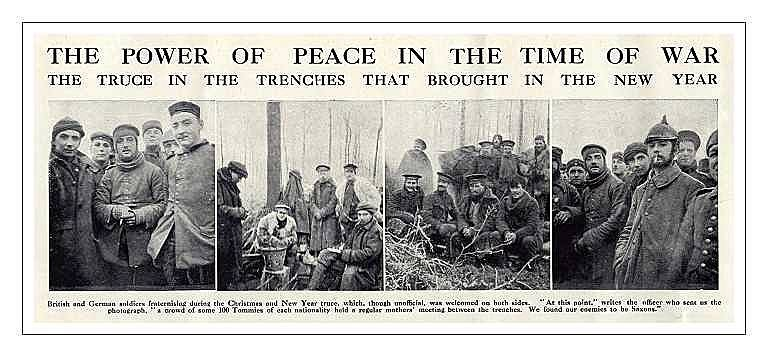 THE POWER OF PEACE IN THE TIME OF WAR
THE TRUCE IN THE TRENCHES THAT BROUGHT IN THE NEW YEAR
British and German soldiers fraternising during the Christmas and New Year truce, which, though unofficial, was welcomed on both sides. "At this point," writes the officer who sent us the
photograph, "a crowd of some 100 Tommies of each nationality held a regular mothers' meeting between the trenches. We found our enemies to be Saxons."